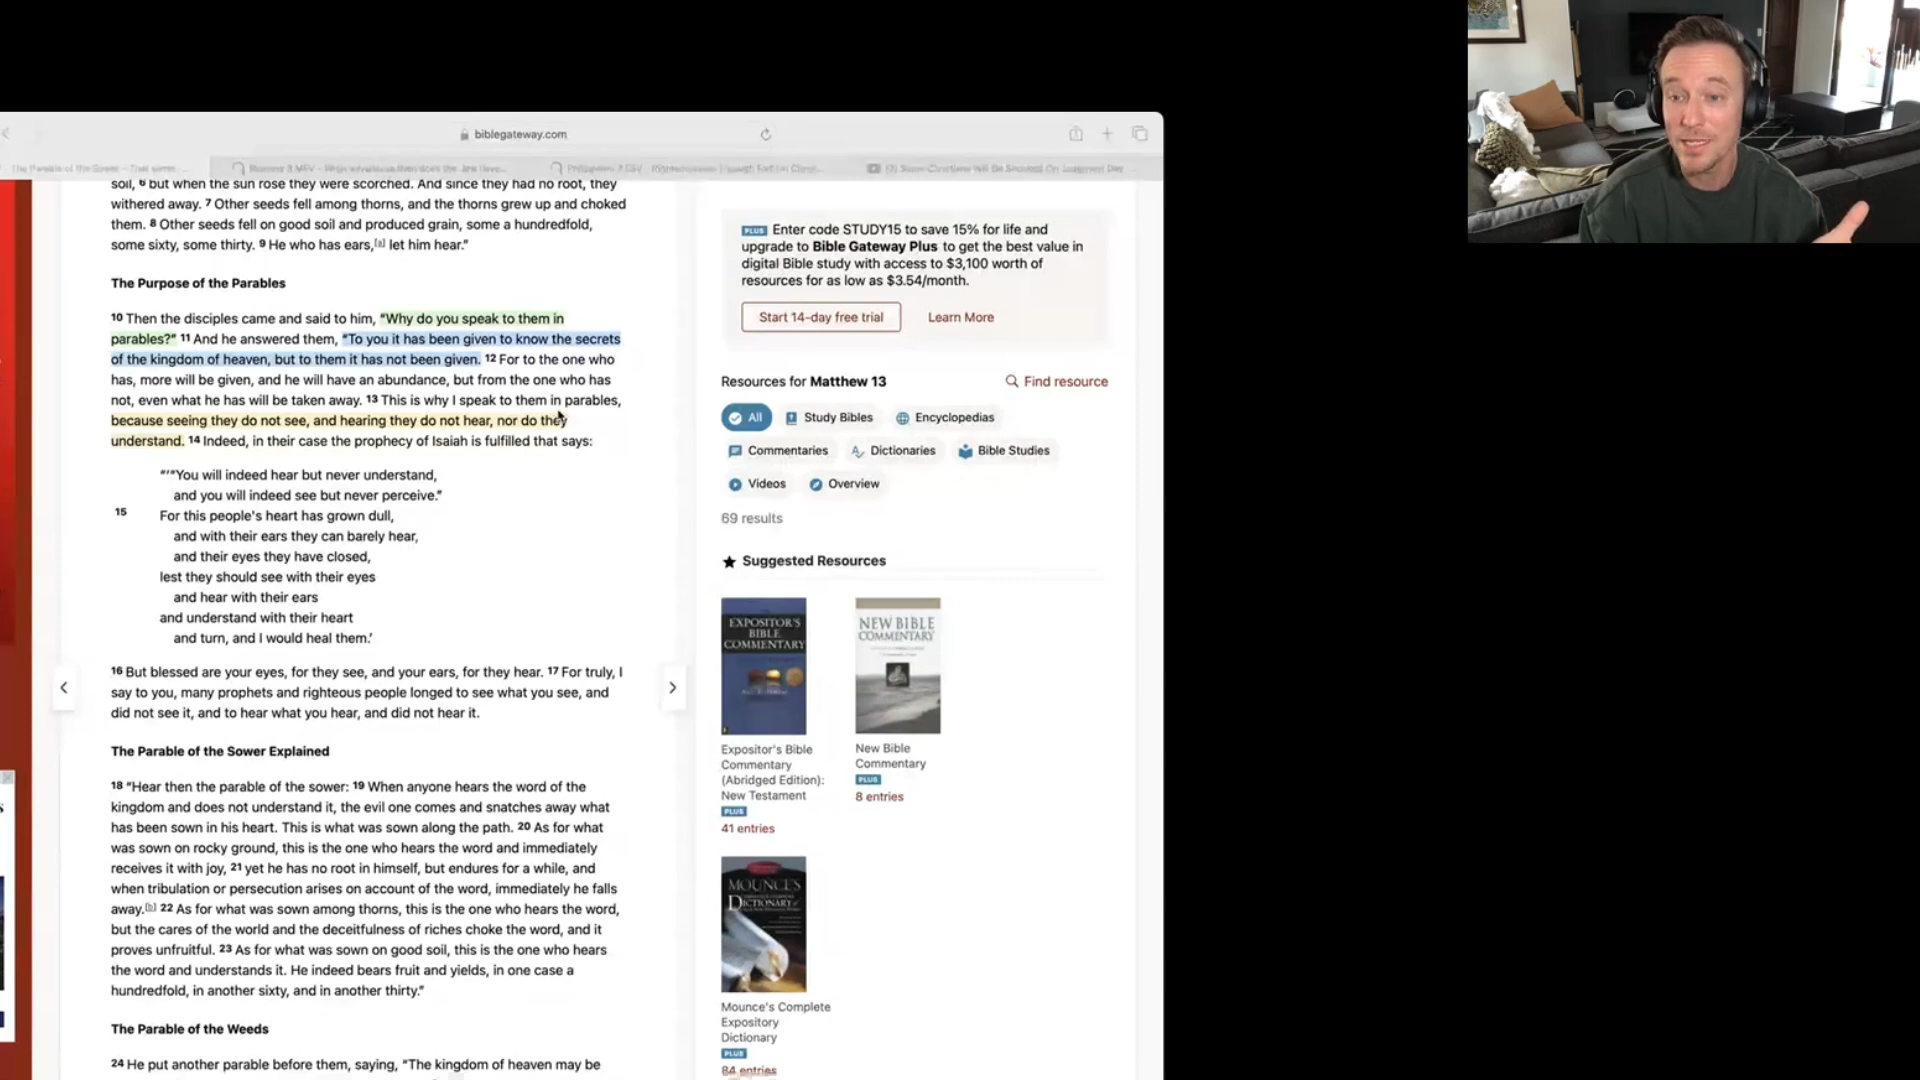 biblegateway.com
The Parable of the Sower - That same
Philippians 3 ESV - Righteousness Through Faith in Christ
soil, 6 but when the sun rose they were scorched. And since they had no root, they
withered away. 7 Other seeds fell among thorns, and the thorns grew up and choked
them. 8 Other seeds fell on good soil and produced grain, some a hundredfold,
some sixty, some thirty. 9 He who has ears,[a] let him hear.”
The Purpose of the Parables
10 Then the disciples came and said to him, “Why do you speak to them in
parables?” 11 And he answered them, “To you it has been given to know the secrets
of the kingdom of heaven, but to them it has not been given. 12 For to the one who
has, more will be given, and he will have an abundance, but from the one who has
not, even what he has will be taken away. 13 This is why I speak to them in parables,
because seeing they do not see, and hearing they do not hear, nor do they
understand. 14 Indeed, in their case the prophecy of Isaiah is fulfilled that says:
“‘“You will indeed hear but never understand,
and you will indeed see but never perceive.”
15 For this people's heart has grown dull,
and with their ears they can barely hear,
and their eyes they have closed,
lest they should see with their eyes
and hear with their ears
and understand with their heart
and turn, and I would heal them.’
16 But blessed are your eyes, for they see, and your ears, for they hear. 17 For truly, I
say to you, many prophets and righteous people longed to see what you see, and
did not see it, and to hear what you hear, and did not hear it.
The Parable of the Sower Explained
18 “Hear then the parable of the sower: 19 When anyone hears the word of the
kingdom and does not understand it, the evil one comes and snatches away what
has been sown in his heart. This is what was sown along the path. 20 As for what
was sown on rocky ground, this is the one who hears the word and immediately
receives it with joy, 21 yet he has no root in himself, but endures for a while, and
when tribulation or persecution arises on account of the word, immediately he falls
away.[b] 22 As for what was sown among thorns, this is the one who hears the word,
but the cares of the world and the deceitfulness of riches choke the word, and it
proves unfruitful. 23 As for what was sown on good soil, this is the one who hears
the word and understands it. He indeed bears fruit and yields, in one case a
hundredfold, in another sixty, and in another thirty.”
The Parable of the Weeds
24 He put another parable before them, saying, “The kingdom of heaven may be
PLUS Enter code STUDY15 to save 15% for life and
upgrade to Bible Gateway Plus to get the best value in
digital Bible study with access to $3,100 worth of
resources for as low as $3.54/month.
Start 14-day free trial Learn More
Resources for Matthew 13 Find resource
All Study Bibles Encyclopedias
Commentaries Dictionaries Bible Studies
Videos Overview
69 results
Suggested Resources
EXPOSITOR'S
BIBLE
COMMENTARY
NEW BIBLE
COMMENTARY
Expositor's Bible
Commentary
(Abridged Edition):
New Testament
PLUS
41 entries
New Bible
Commentary
PLUS
8 entries
MOUNCE'S
DICTIONARY
Mounce's Complete
Expository
Dictionary
PLUS
84 entries